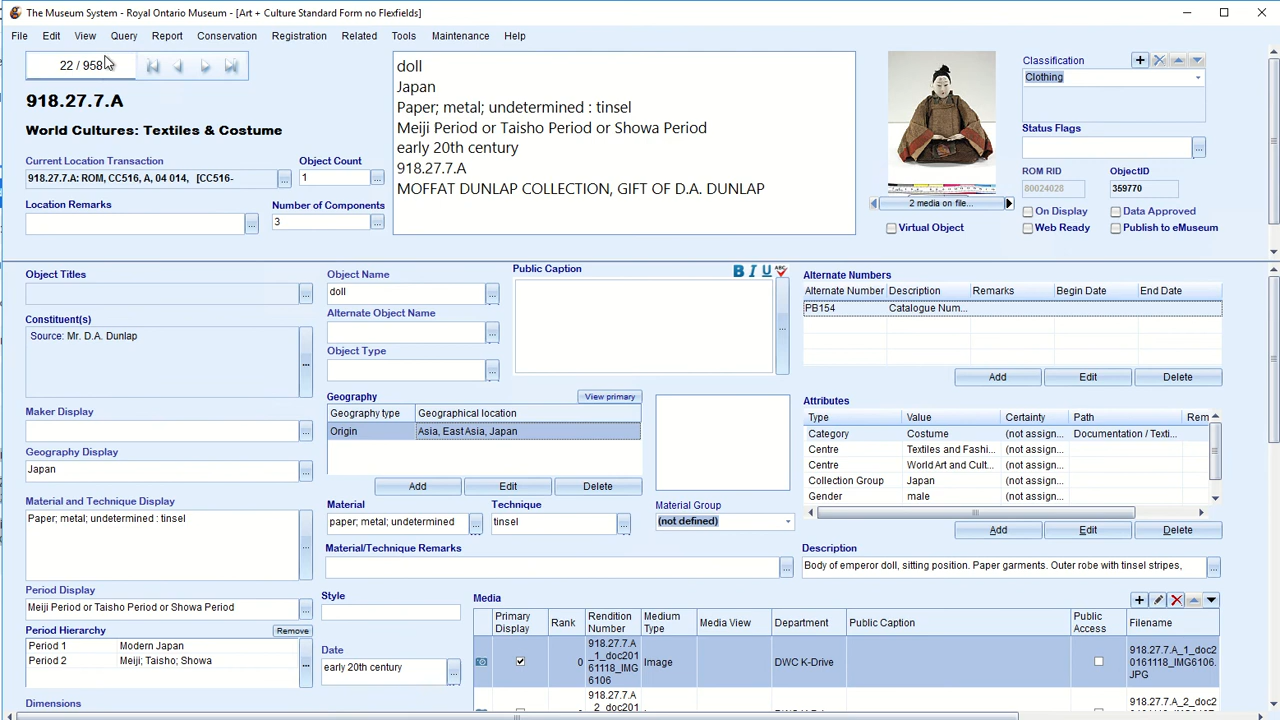 The Museum System - Royal Ontario Museum - [Art + Culture Standard Form no Flexfields]
File Edit View Query Report Conservation Registration Related Tools Maintenance Help
22 / 958
918.27.7.A
World Cultures: Textiles & Costume
Current Location Transaction
918.27.7.A: ROM, CC516, A, 04 014, [CC516-
Object Count
1
Location Remarks
Number of Components
3
doll
Japan
Paper; metal; undetermined : tinsel
Meiji Period or Taisho Period or Showa Period
early 20th century
918.27.7.A
MOFFAT DUNLAP COLLECTION, GIFT OF D.A. DUNLAP
2 media on file...
Virtual Object
Classification
Clothing
Status Flags
ROM RID
80024028
ObjectID
359770
On Display
Data Approved
Web Ready
Publish to eMuseum
Object Titles
Constituent(s)
Source: Mr. D.A. Dunlap
Maker Display
Geography Display
Japan
Material and Technique Display
Paper; metal; undetermined : tinsel
Period Display
Meiji Period or Taisho Period or Showa Period
Period Hierarchy
Remove
Period 1 Modern Japan
Period 2 Meiji; Taisho; Showa
Dimensions
Object Name
doll
Alternate Object Name
Object Type
Public Caption
B I U ABC
Geography
View primary
Geography type Geographical location
Origin Asia, East Asia, Japan
Add Edit Delete
Material
paper; metal; undetermined
Technique
tinsel
Material Group
(not defined)
Material/Technique Remarks
Style
Date
early 20th century
Alternate Numbers
Alternate Number Description Remarks Begin Date End Date
PB154 Catalogue Num...
Add Edit Delete
Attributes
Type Value Certainty Path Rem
Category Costume (not assign... Documentation / Texti...
Centre Textiles and Fashi... (not assign...
Centre World Art and Cult... (not assign...
Collection Group Japan (not assign...
Gender male (not assign...
Add Edit Delete
Description
Body of emperor doll, sitting position. Paper garments. Outer robe with tinsel stripes,
Media
Primary Display Rank Rendition Number Medium Type Media View Department Public Caption Public Access Filename
0 918.27.7.A_1_doc20161118_IMG6106 Image DWC K-Drive 918.27.7.A_1_doc20161118_IMG6106.JPG
918.27.7.A 918.27.7.A_2_doc2